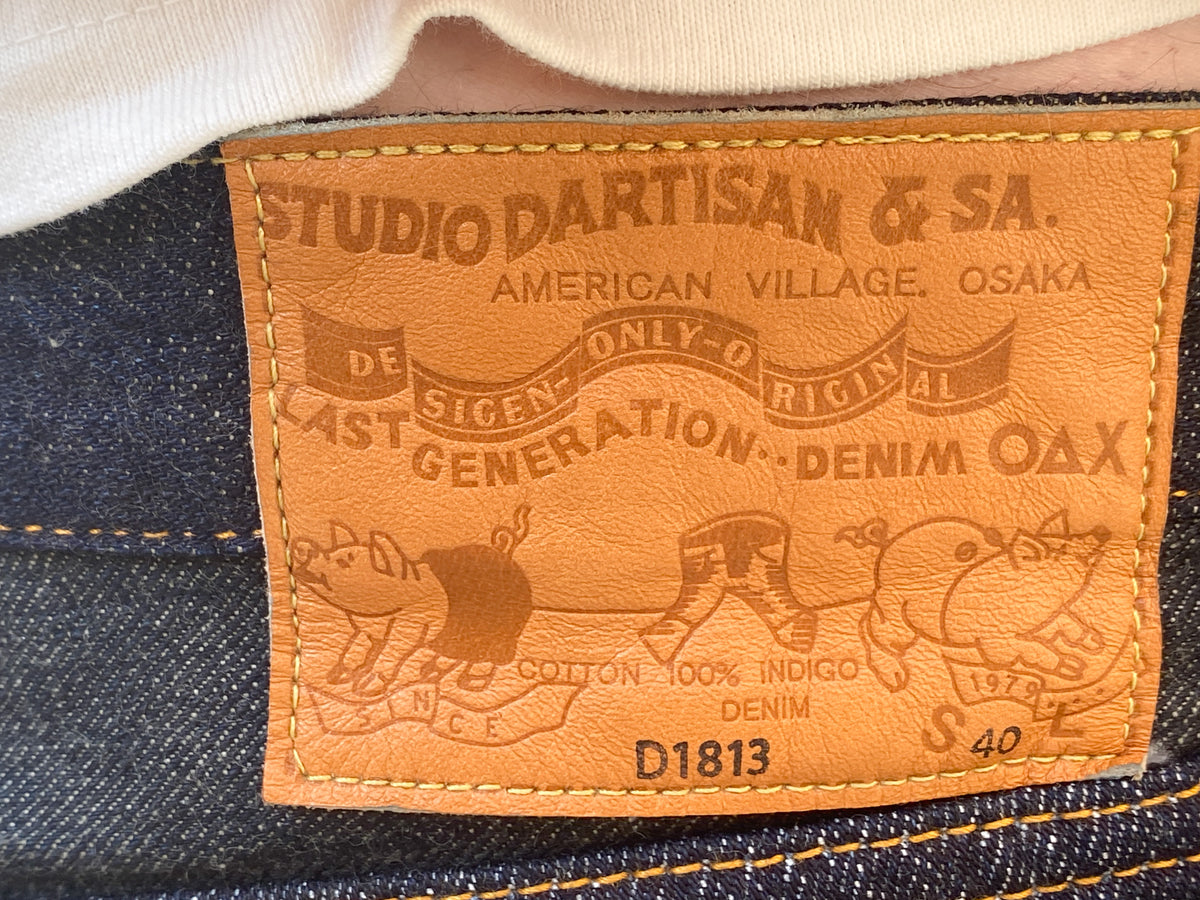 STUDIO DARTISAN & SA.
AMERICAN VILLAGE. OSAKA
DE SIGEN- ONLY-O RIGIN AL
LAST GENERATION.. DENIM O∆X
COTTON 100% INDIGO
DENIM
SINCE 1979
D1813
S 40 L